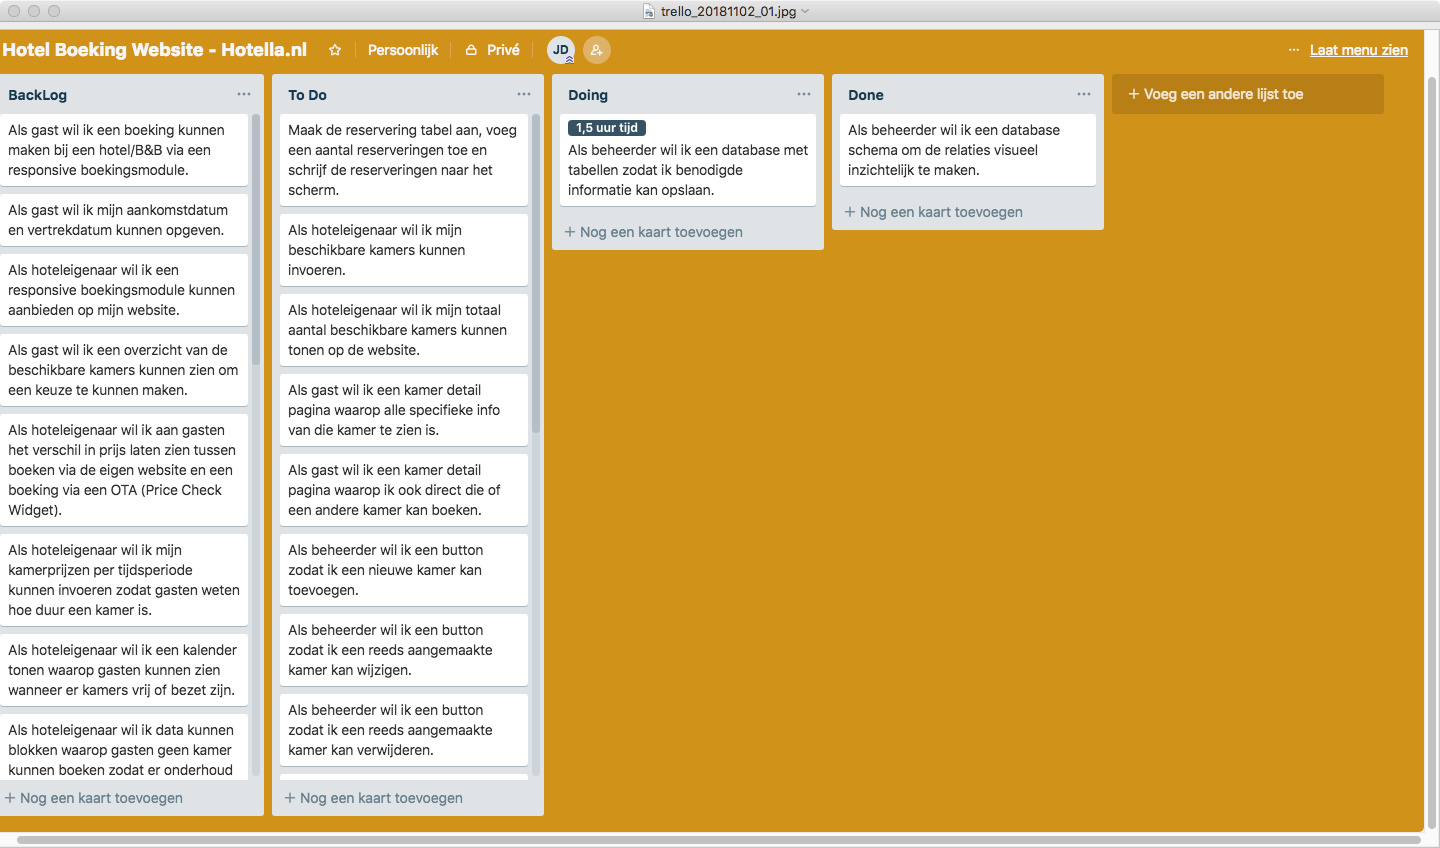 trello_20181102_01.jpg
Hotel Boeking Website - Hotella.nl
Persoonlijk
Privé
JD
Laat menu zien
BackLog
Als gast wil ik een boeking kunnen
maken bij een hotel/B&B via een
responsive boekingsmodule.
Als gast wil ik mijn aankomstdatum
en vertrekdatum kunnen opgeven.
Als hoteleigenaar wil ik een
responsive boekingsmodule kunnen
aanbieden op mijn website.
Als gast wil ik een overzicht van de
beschikbare kamers kunnen zien om
een keuze te kunnen maken.
Als hoteleigenaar wil ik aan gasten
het verschil in prijs laten zien tussen
boeken via de eigen website en een
boeking via een OTA (Price Check
Widget).
Als hoteleigenaar wil ik mijn
kamerprijzen per tijdsperiode
kunnen invoeren zodat gasten weten
hoe duur een kamer is.
Als hoteleigenaar wil ik een kalender
tonen waarop gasten kunnen zien
wanneer er kamers vrij of bezet zijn.
Als hoteleigenaar wil ik data kunnen
blokken waarop gasten geen kamer
kunnen boeken zodat er onderhoud
+ Nog een kaart toevoegen
To Do
Maak de reservering tabel aan, voeg
een aantal reserveringen toe en
schrijf de reserveringen naar het
scherm.
Als hoteleigenaar wil ik mijn
beschikbare kamers kunnen
invoeren.
Als hoteleigenaar wil ik mijn totaal
aantal beschikbare kamers kunnen
tonen op de website.
Als gast wil ik een kamer detail
pagina waarop alle specifieke info
van die kamer te zien is.
Als gast wil ik een kamer detail
pagina waarop ik ook direct die of
een andere kamer kan boeken.
Als beheerder wil ik een button
zodat ik een nieuwe kamer kan
toevoegen.
Als beheerder wil ik een button
zodat ik een reeds aangemaakte
kamer kan wijzigen.
Als beheerder wil ik een button
zodat ik een reeds aangemaakte
kamer kan verwijderen.
+ Nog een kaart toevoegen
Doing
1,5 uur tijd
Als beheerder wil ik een database met
tabellen zodat ik benodigde
informatie kan opslaan.
+ Nog een kaart toevoegen
Done
Als beheerder wil ik een database
schema om de relaties visueel
inzichtelijk te maken.
+ Nog een kaart toevoegen
+ Voeg een andere lijst toe